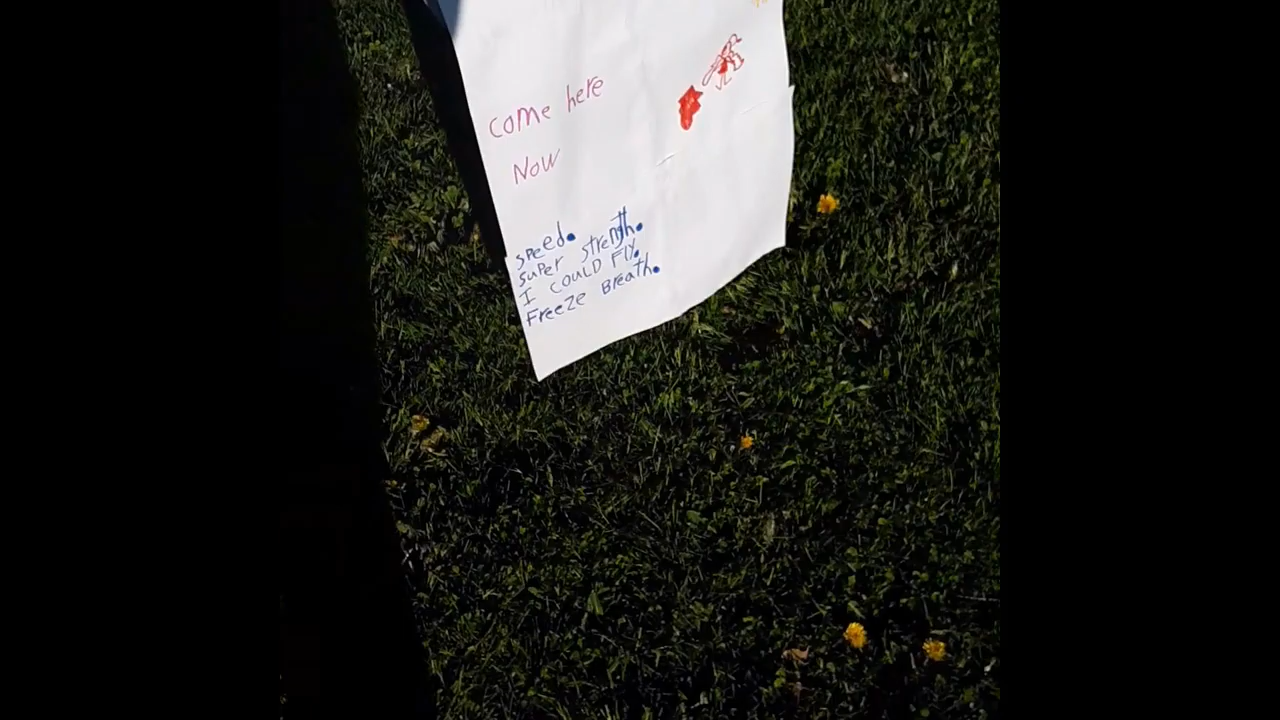 come here
Now
speed.
super strength.
I could Fly.
Freeze Breath.